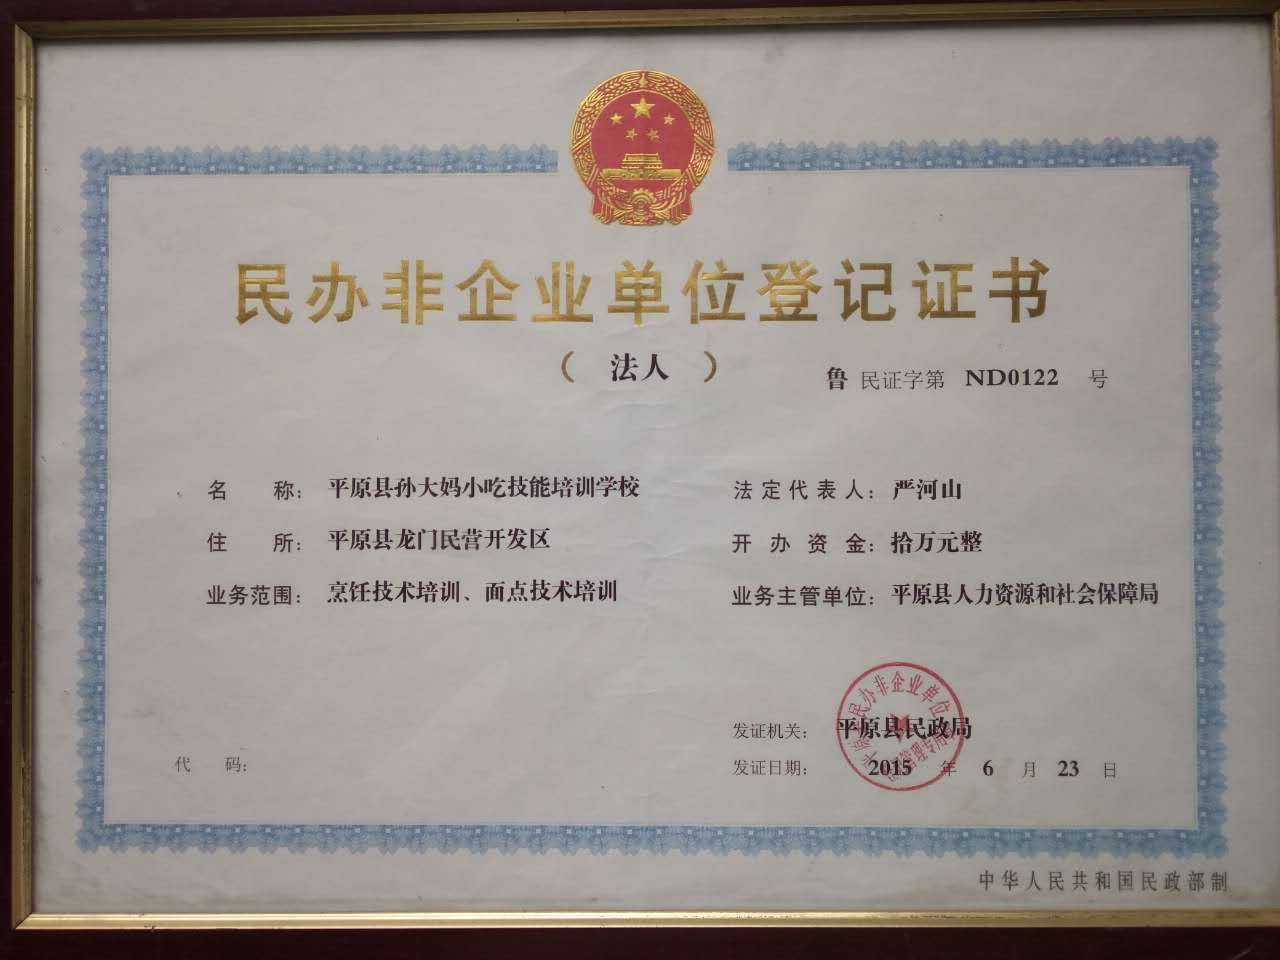 民办非企业单位登记证书
（ 法人 ）
鲁 民证字第 ND0122 号
名 称： 平原县孙大妈小吃技能培训学校
法定代表人： 严河山
住 所： 平原县龙门民营开发区
开办资金： 拾万元整
业务范围： 烹饪技术培训、面点技术培训
业务主管单位： 平原县人力资源和社会保障局
发证机关： 平原县民政局
代 码：
发证日期： 2015 年 6 月 23 日
中华人民共和国民政部制